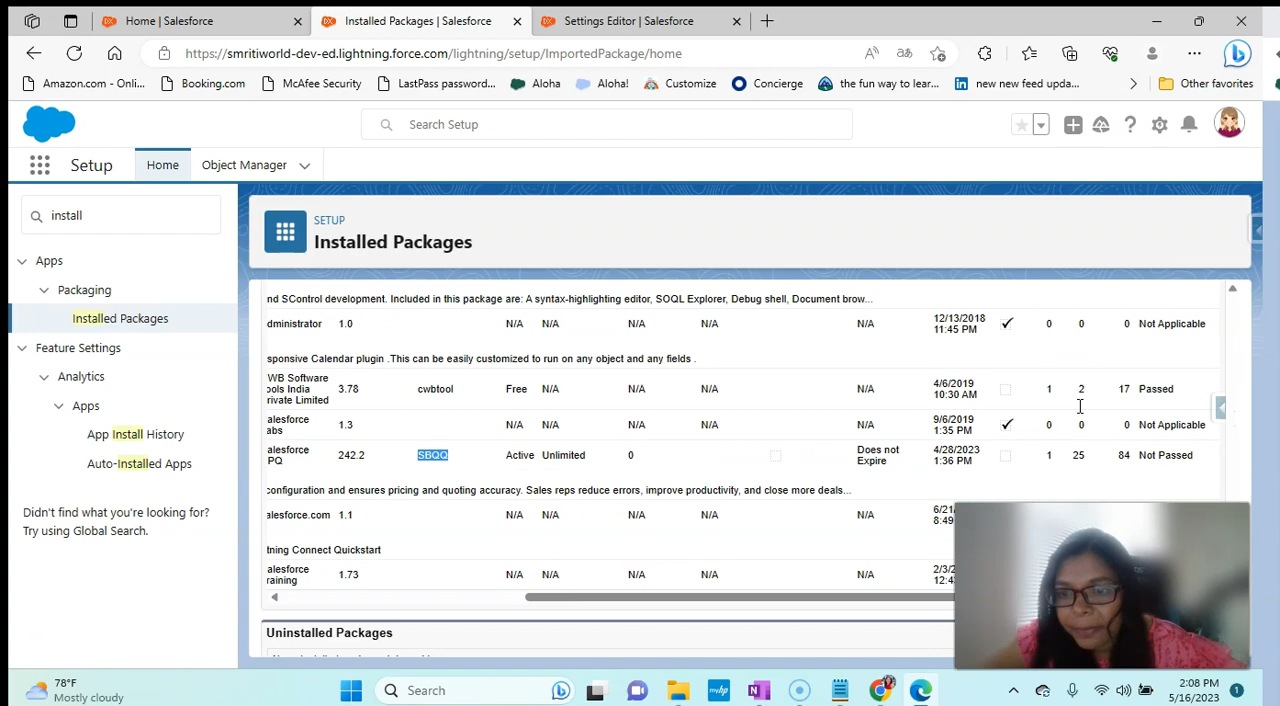 Home | Salesforce
Installed Packages | Salesforce
Settings Editor | Salesforce
https://smritiworld-dev-ed.lightning.force.com/lightning/setup/ImportedPackage/home
Amazon.com - Onli...
Booking.com
McAfee Security
LastPass password...
Aloha
Aloha!
Customize
Concierge
the fun way to lear...
new new feed upda...
Other favorites
Search Setup
Setup
Home
Object Manager
install
Apps
Packaging
Installed Packages
Feature Settings
Analytics
Apps
App Install History
Auto-Installed Apps
Didn't find what you're looking for?
Try using Global Search.
SETUP
Installed Packages
nd SControl development. Included in this package are: A syntax-highlighting editor, SOQL Explorer, Debug shell, Document brow...
dministrator 1.0 N/A N/A N/A N/A N/A 12/13/2018 11:45 PM 0 0 0 Not Applicable
sponsive Calendar plugin .This can be easily customized to run on any object and any fields .
WB Software
ools India
rivate Limited
3.78 cwbtool Free N/A N/A N/A N/A 4/6/2019 10:30 AM 1 2 17 Passed
alesforce
abs
1.3 N/A N/A N/A N/A N/A 9/6/2019 1:35 PM 0 0 0 Not Applicable
alesforce
PQ
242.2 SBQQ Active Unlimited 0 Does not Expire 4/28/2023 1:36 PM 1 25 84 Not Passed
configuration and ensures pricing and quoting accuracy. Sales reps reduce errors, improve productivity, and close more deals...
alesforce.com 1.1 N/A N/A N/A N/A N/A 6/21/ 8:49
tning Connect Quickstart
alesforce
raining
1.73 N/A N/A N/A N/A N/A 2/3/2 12:4
Uninstalled Packages
78°F
Mostly cloudy
Search
2:08 PM
5/16/2023
1